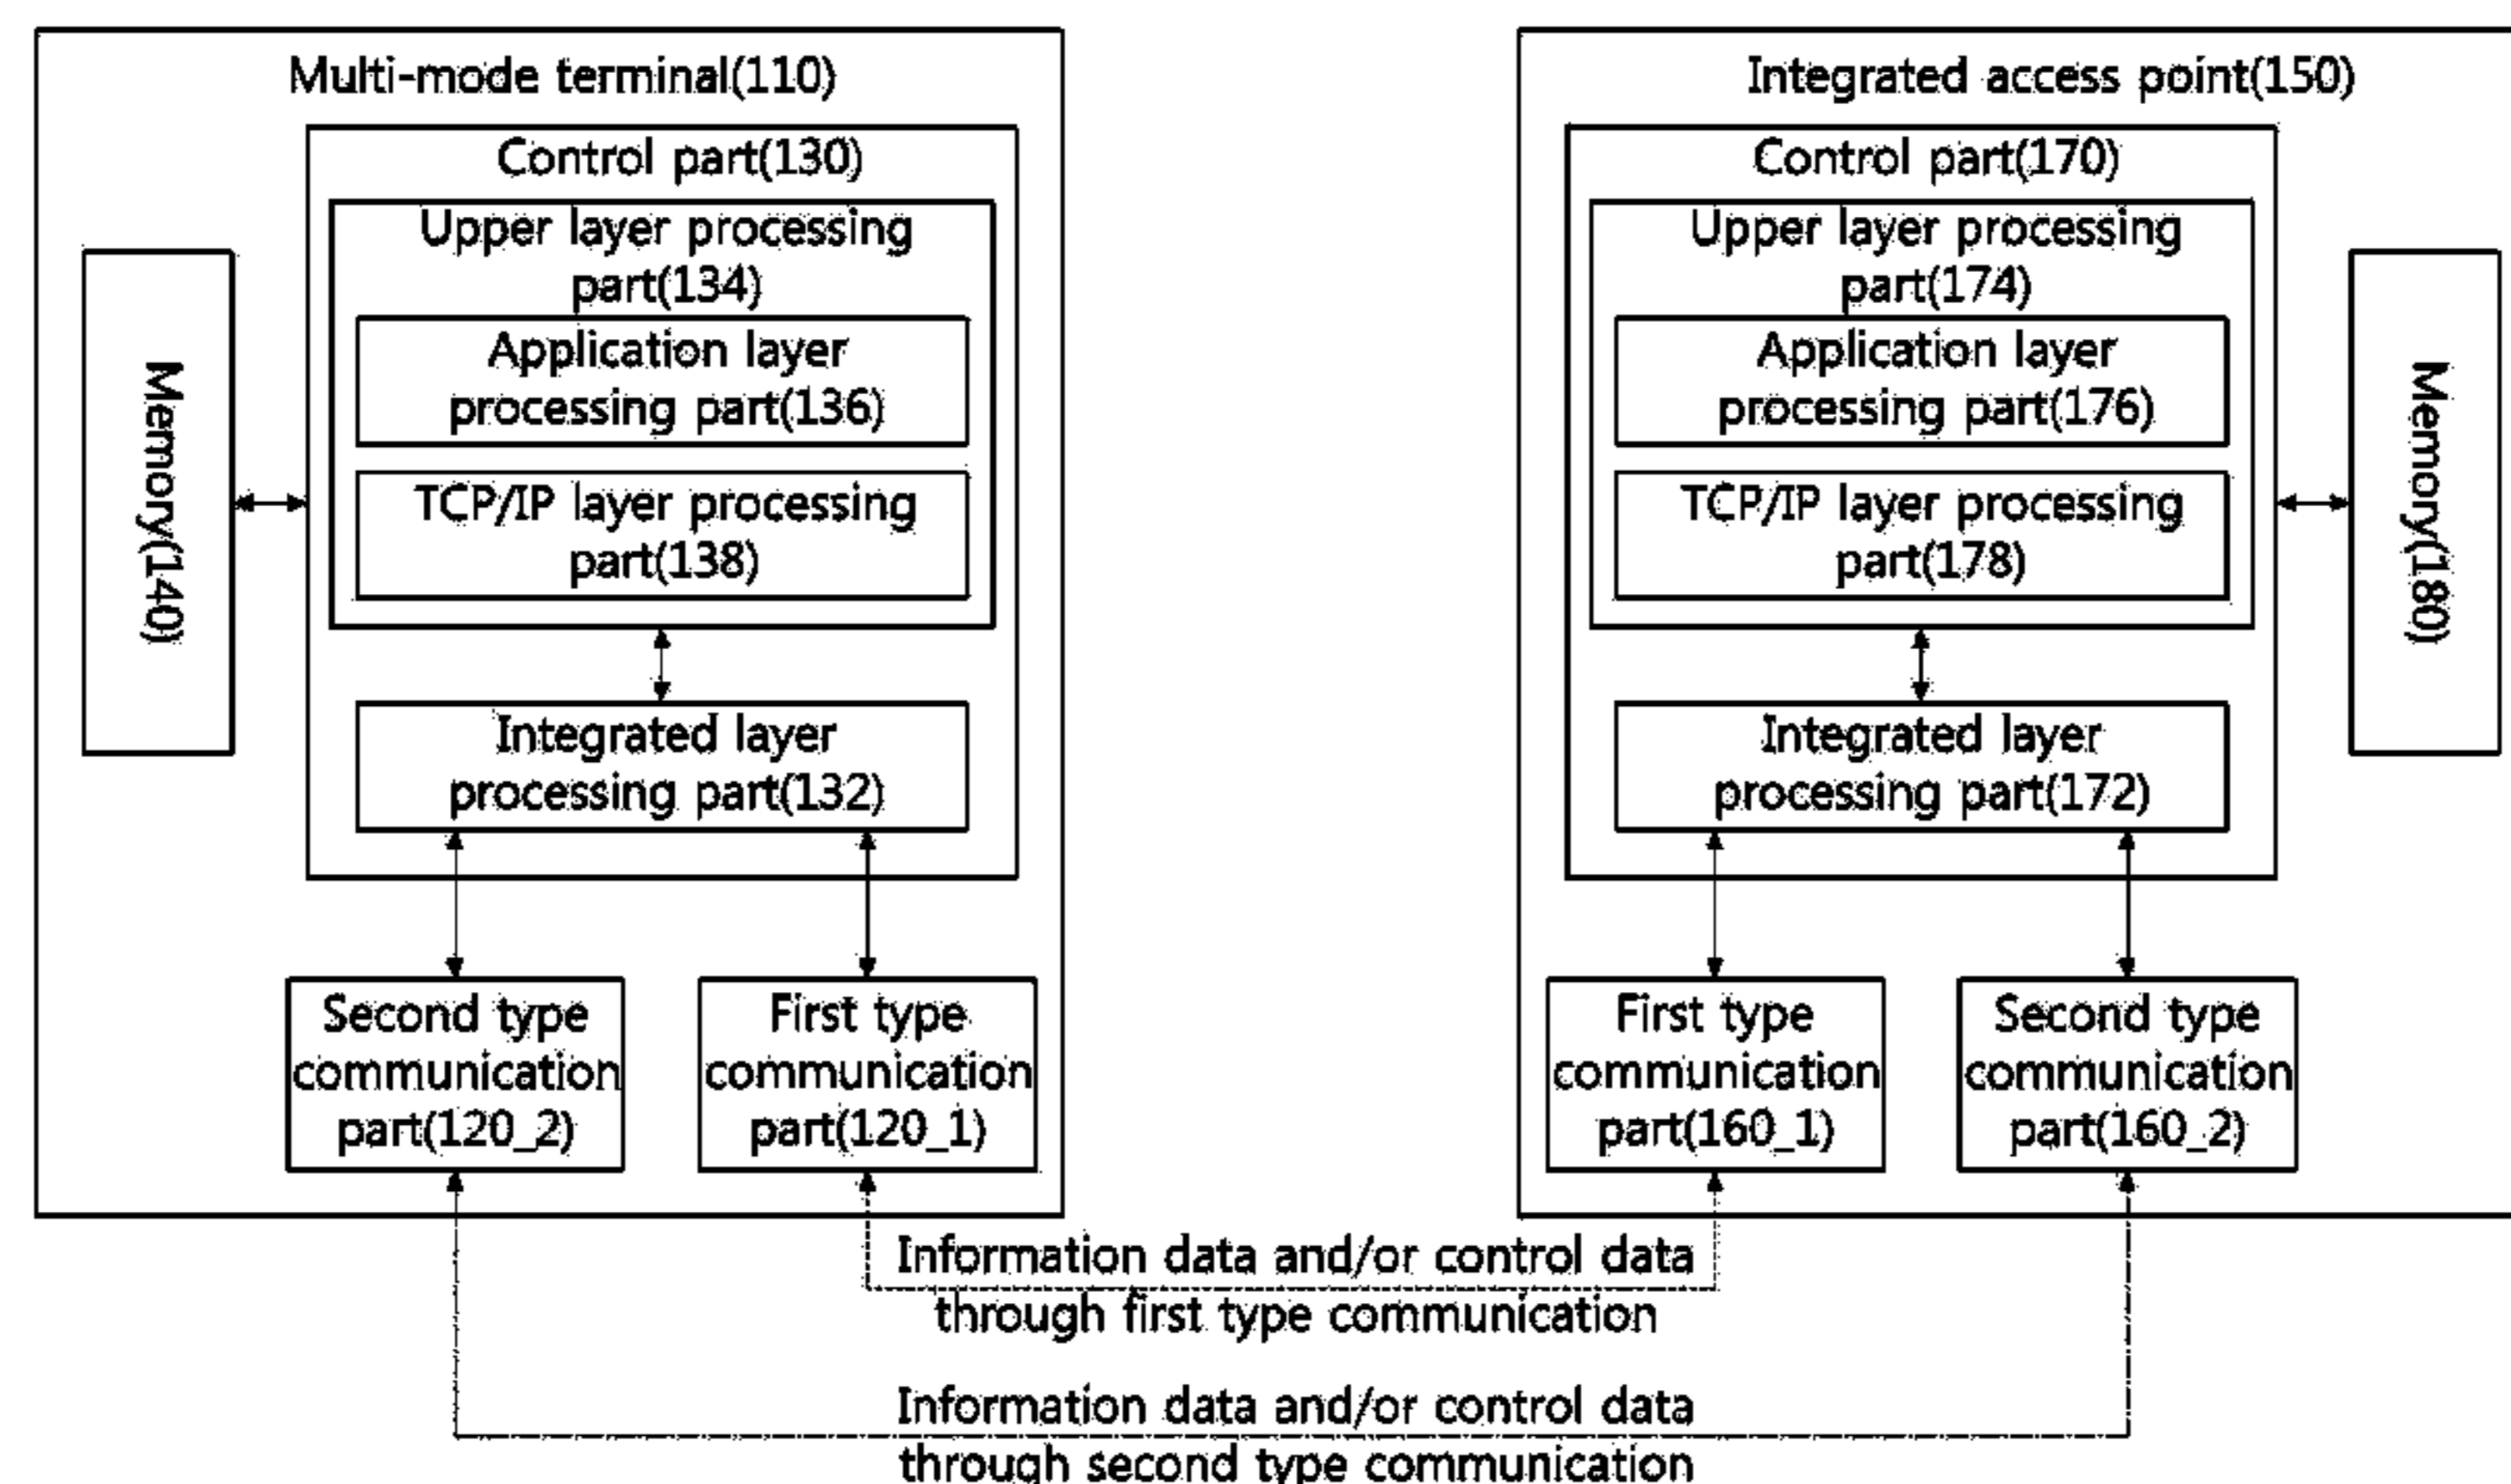 Multi-mode terminal(110)
Control part(130)
Upper layer processing
part(134)
Application layer
processing part(136)
TCP/IP layer processing
part(138)
Integrated layer
processing part(132)
Memory(140)
Second type
communication
part(120_2)
First type
communication
part(120_1)
Integrated access point(150)
Control part(170)
Upper layer processing
part(174)
Application layer
processing part(176)
TCP/IP layer processing
part(178)
Integrated layer
processing part(172)
Memory(180)
First type
communication
part(160_1)
Second type
communication
part(160_2)
Information data and/or control data
through first type communication
Information data and/or control data
through second type communication